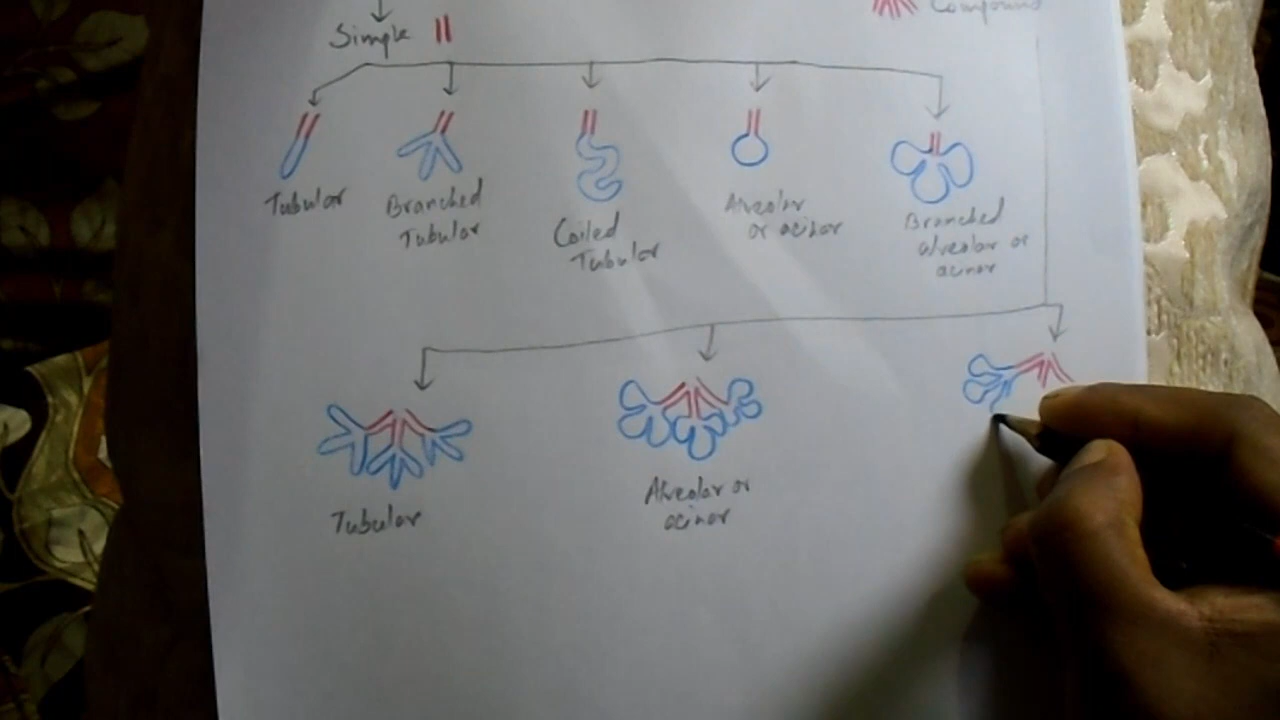 Compound
Simple
Tubular
Branched
Tubular
Coiled
Tubular
Alveolar
or acinar
Branched
alveolar or
acinar
Tubular
Alveolar or
acinar